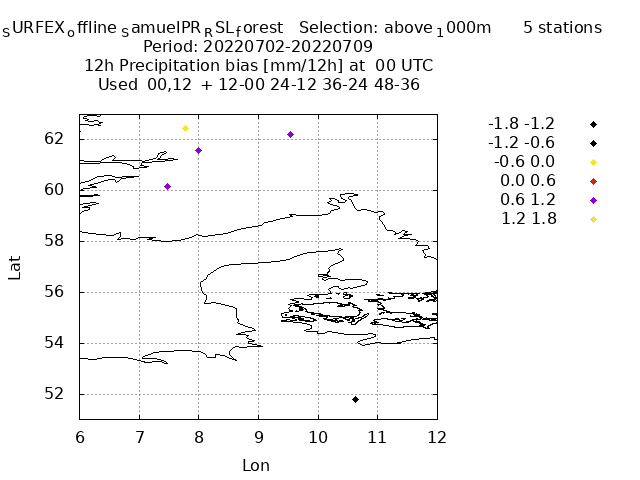 SURFEXoffline SamuelPRRSLforest Selection: above1000m 5 stations
Period: 20220702-20220709
12h Precipitation bias [mm/12h] at 00 UTC
Used 00,12 + 12-00 24-12 36-24 48-36
-1.8 -1.2
-1.2 -0.6
-0.6 0.0
0.0 0.6
0.6 1.2
1.2 1.8
62
60
58
56
54
52
Lat
6 7 8 9 10 11 12
Lon